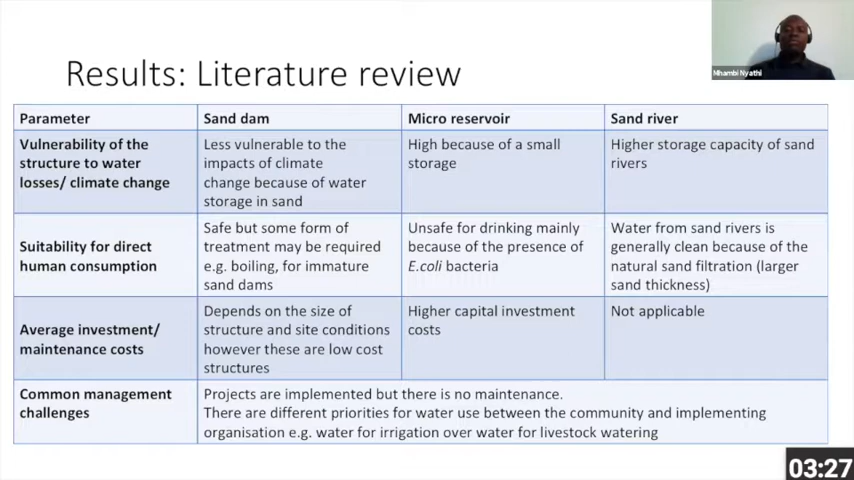 Mhambi Nyathi
Results: Literature review
Parameter
Sand dam
Micro reservoir
Sand river
Vulnerability of the
structure to water
losses/ climate change
Less vulnerable to the
impacts of climate
change because of water
storage in sand
High because of a small
storage
Higher storage capacity of sand
rivers
Suitability for direct
human consumption
Safe but some form of
treatment may be required
e.g. boiling, for immature
sand dams
Unsafe for drinking mainly
because of the presence of
E.coli bacteria
Water from sand rivers is
generally clean because of the
natural sand filtration (larger
sand thickness)
Average investment/
maintenance costs
Depends on the size of
structure and site conditions
however these are low cost
structures
Higher capital investment
costs
Not applicable
Common management
challenges
Projects are implemented but there is no maintenance.
There are different priorities for water use between the community and implementing
organisation e.g. water for irrigation over water for livestock watering
03:27